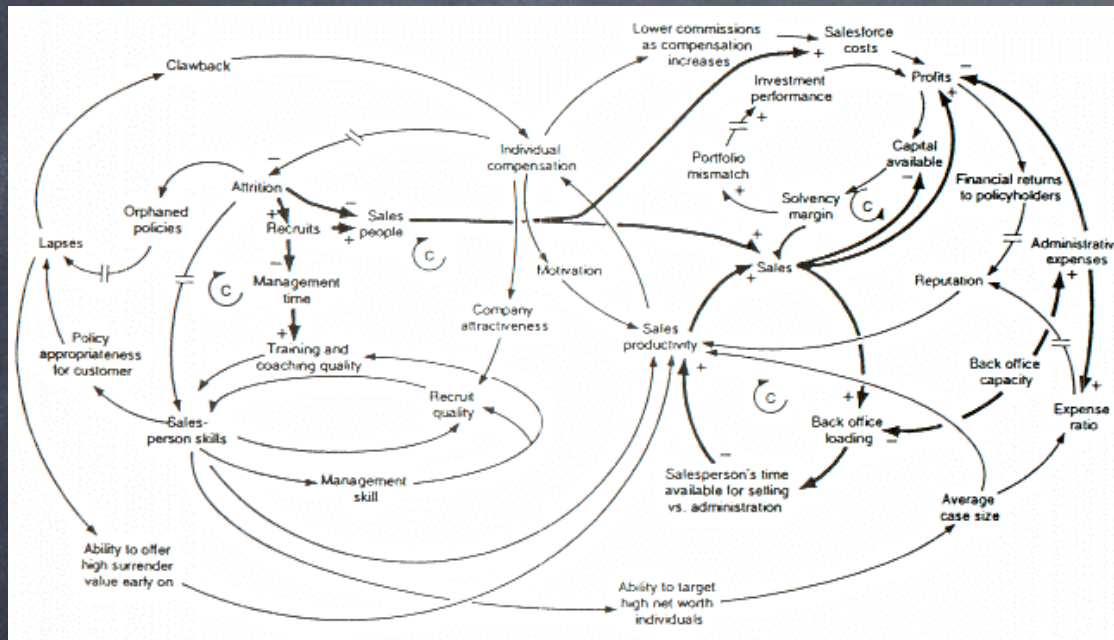 Lower commissions
as compensation
increases
Salesforce
costs
Clawback
Investment
performance
Profits
Individual
compensation
Portfolio
mismatch
Capital
available
Attrition
Financial returns
to policyholders
Solvency
margin
C
Orphaned
policies
Sales
people
Recruits
Lapses
C
Administrative
expenses
Motivation
Sales
Reputation
C
Management
time
Company
attractiveness
Sales
productivity
Policy
appropriateness
for customer
Training and
coaching quality
Back office
capacity
Recruit
quality
C
Expense
ratio
Sales-
person skills
Back office
loading
Management
skill
Salesperson's time
available for selling
vs. administration
Average
case size
Ability to offer
high surrender
value early on
Ability to target
high net worth
individuals